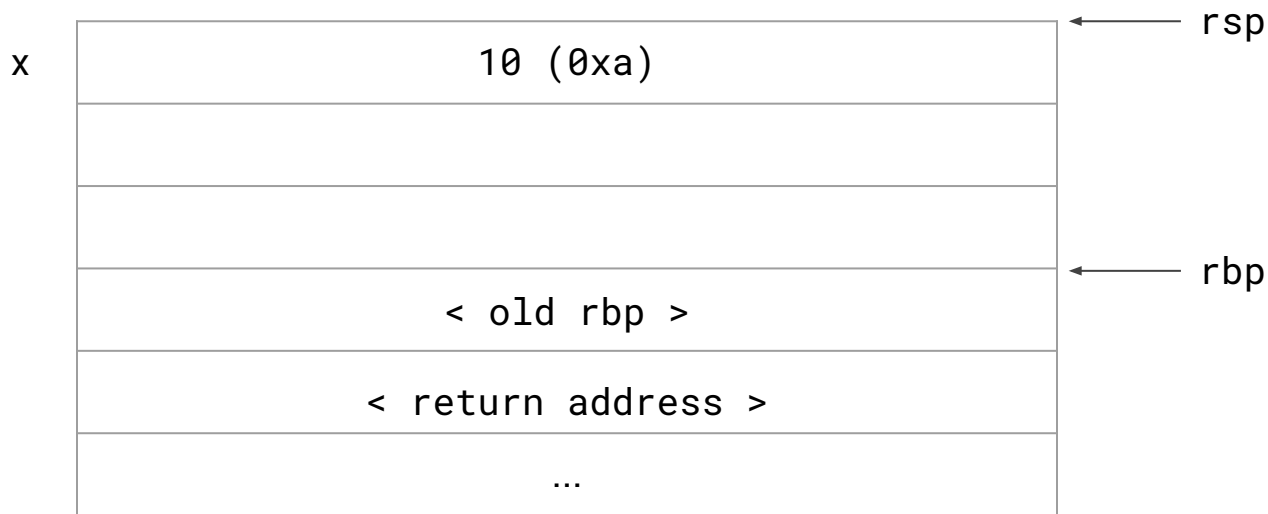 rsp
x 10 (0xa)
rbp
< old rbp >
< return address >
...